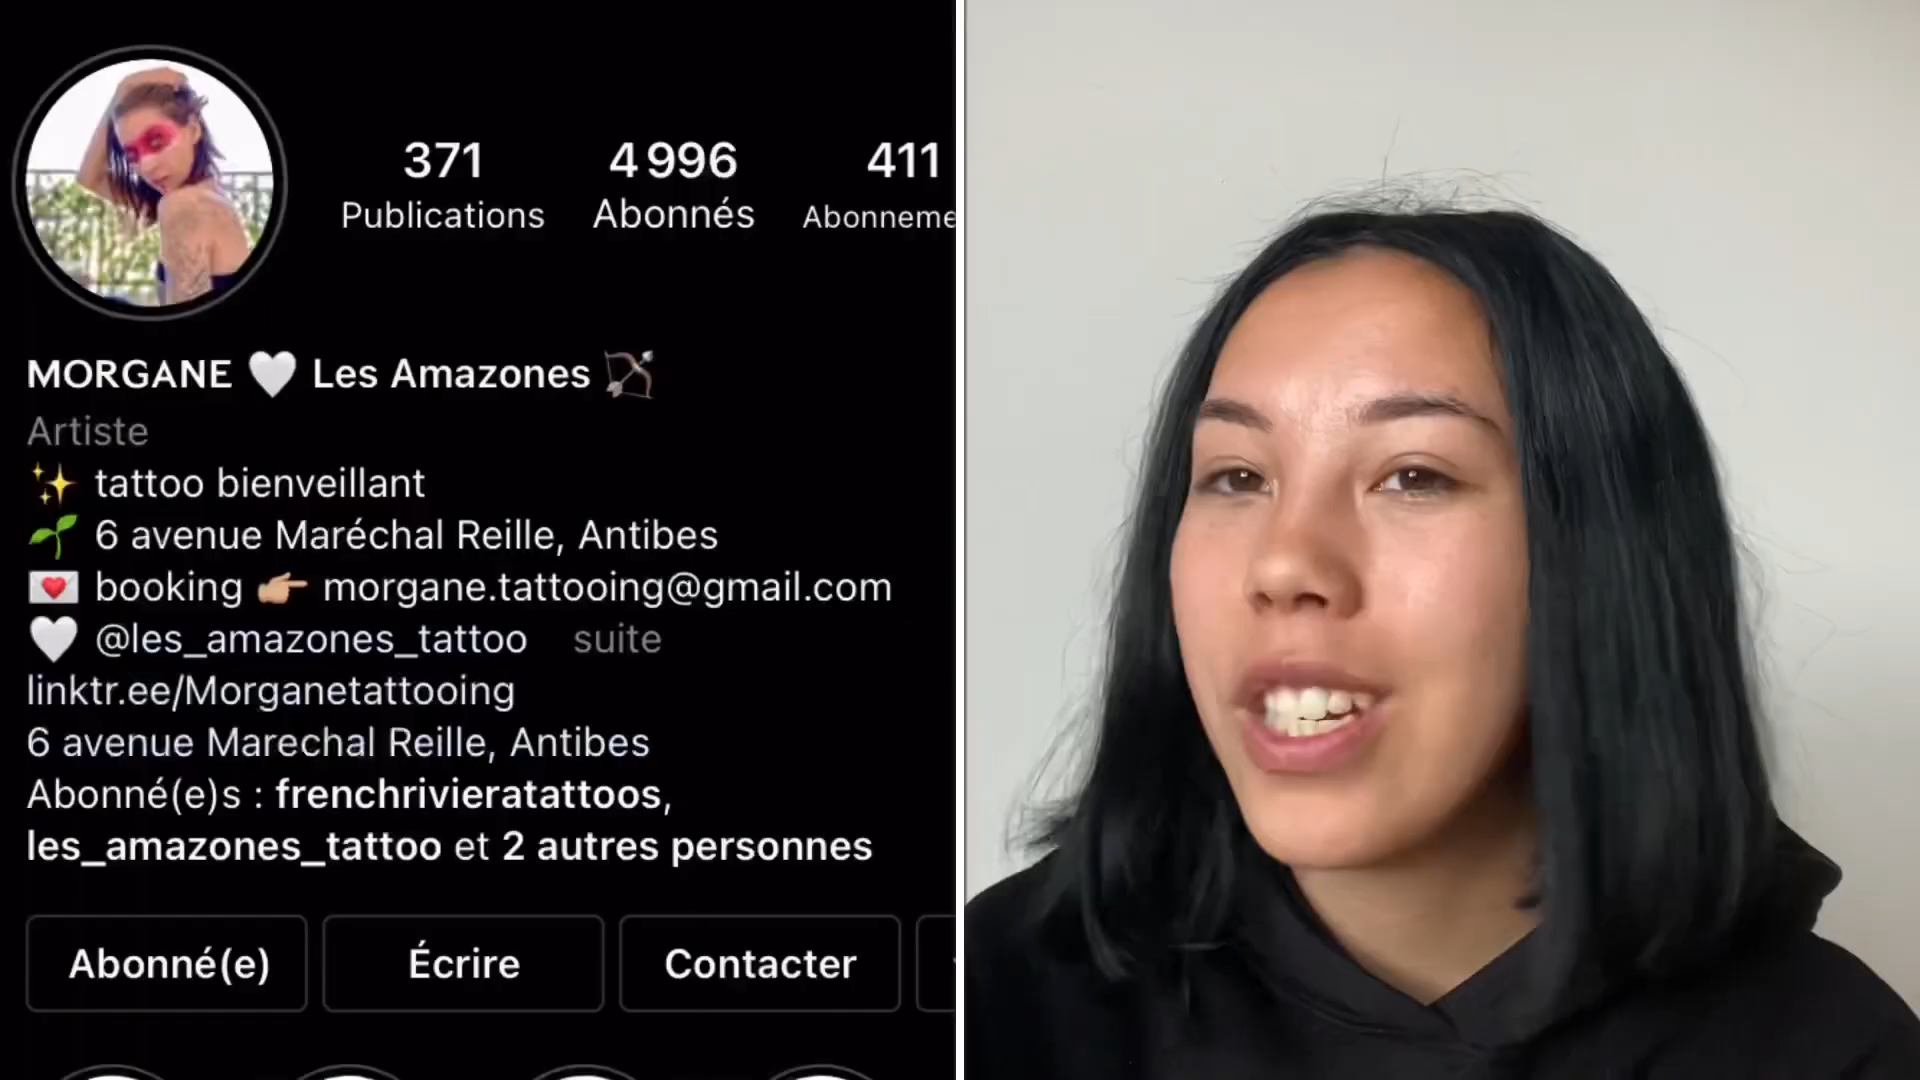 371 4 996 411
Publications Abonnés Abonneme
MORGANE 🤍 Les Amazones 🏹
Artiste
✨ tattoo bienveillant
🌱 6 avenue Maréchal Reille, Antibes
💌 booking 👉🏼 morgane.tattooing@gmail.com
🤍 @les_amazones_tattoo suite
linktr.ee/Morganetattooing
6 avenue Marechal Reille, Antibes
Abonné(e)s : frenchrivieratattoos,
les_amazones_tattoo et 2 autres personnes
Abonné(e) Écrire Contacter